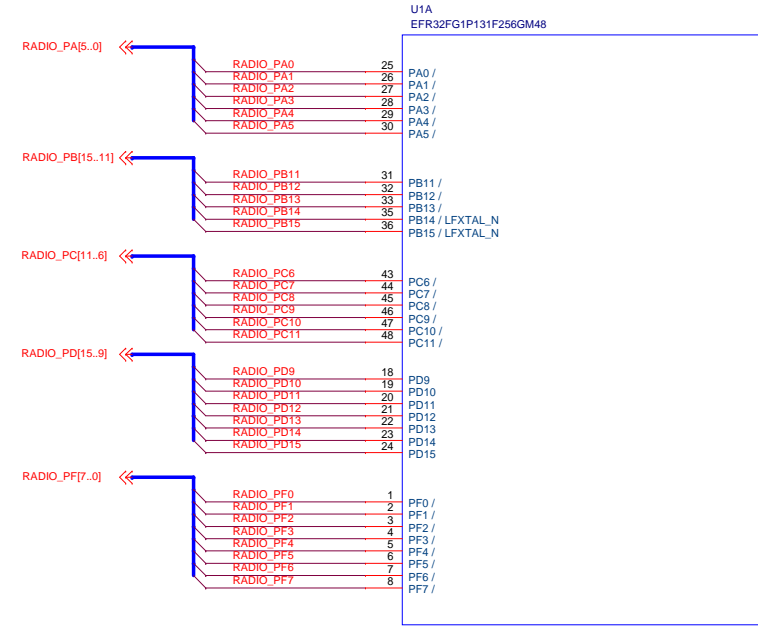 U1A
EFR32FG1P131F256GM48
RADIO_PA[5..0]
RADIO_PA0 25 PA0 /
RADIO_PA1 26 PA1 /
RADIO_PA2 27 PA2 /
RADIO_PA3 28 PA3 /
RADIO_PA4 29 PA4 /
RADIO_PA5 30 PA5 /
RADIO_PB[15..11]
RADIO_PB11 31 PB11 /
RADIO_PB12 32 PB12 /
RADIO_PB13 33 PB13 /
RADIO_PB14 35 PB14 / LFXTAL_N
RADIO_PB15 36 PB15 / LFXTAL_N
RADIO_PC[11..6]
RADIO_PC6 43 PC6 /
RADIO_PC7 44 PC7 /
RADIO_PC8 45 PC8 /
RADIO_PC9 46 PC9 /
RADIO_PC10 47 PC10 /
RADIO_PC11 48 PC11 /
RADIO_PD[15..9]
RADIO_PD9 18 PD9
RADIO_PD10 19 PD10
RADIO_PD11 20 PD11
RADIO_PD12 21 PD12
RADIO_PD13 22 PD13
RADIO_PD14 23 PD14
RADIO_PD15 24 PD15
RADIO_PF[7..0]
RADIO_PF0 1 PF0 /
RADIO_PF1 2 PF1 /
RADIO_PF2 3 PF2 /
RADIO_PF3 4 PF3 /
RADIO_PF4 5 PF4 /
RADIO_PF5 6 PF5 /
RADIO_PF6 7 PF6 /
RADIO_PF7 8 PF7 /